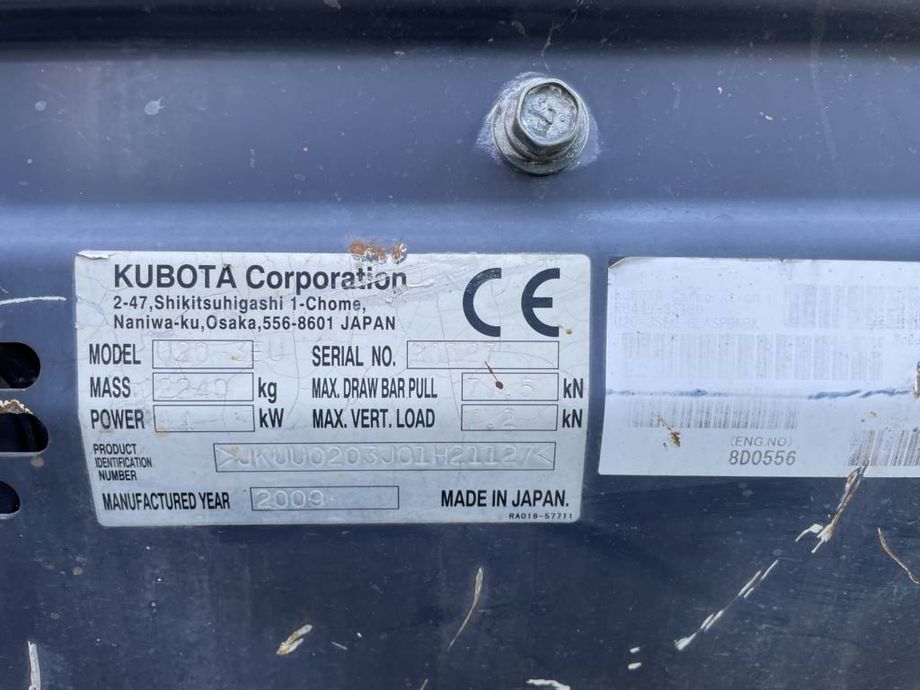 KUBOTA Corporation
2-47,Shikitsuhigashi 1-Chome,
Naniwa-ku,Osaka,556-8601 JAPAN
CE
MODEL U20-3EU SERIAL NO.
MASS 2240 kg MAX. DRAW BAR PULL kN
POWER kW MAX. VERT. LOAD kN
PRODUCT IDENTIFICATION NUMBER >JKUU0203J01H21127<
MANUFACTURED YEAR 2009 MADE IN JAPAN.
RA018-57711
(ENG.NO)
8D0556